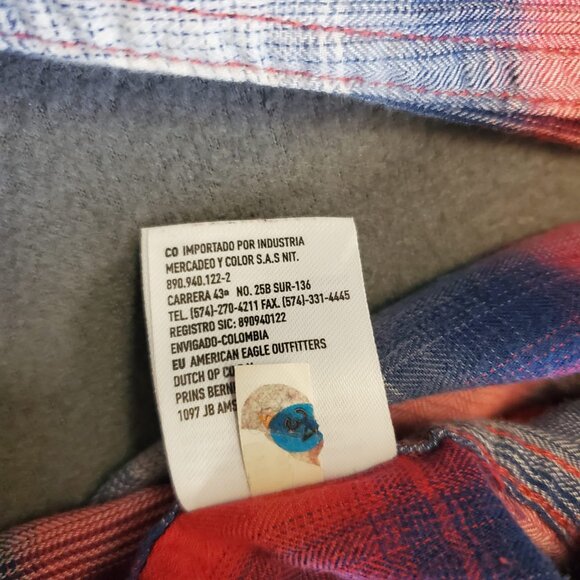 CO IMPORTADO POR INDUSTRIA
MERCADEO Y COLOR S.A.S NIT.
890.940.122-2
CARRERA 43ª NO. 25B SUR-136
TEL. (574)-270-4211 FAX. (574)-331-4445
REGISTRO SIC: 890940122
ENVIGADO-COLOMBIA
EU AMERICAN EAGLE OUTFITTERS
DUTCH OP
PRINS
1097 JB